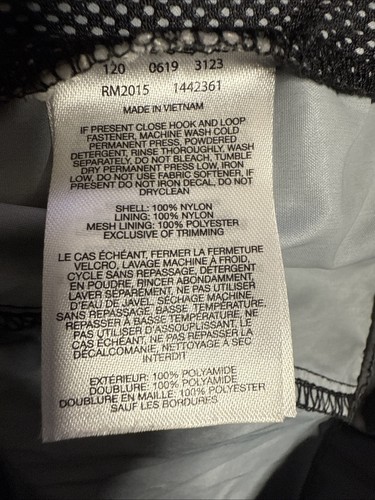 120 0619 3123
RM2015 1442361
MADE IN VIETNAM
IF PRESENT CLOSE HOOK AND LOOP
FASTENER, MACHINE WASH COLD
PERMANENT PRESS, POWDERED
DETERGENT, RINSE THOROUGHLY, WASH
SEPARATELY, DO NOT BLEACH, TUMBLE
DRY PERMANENT PRESS LOW, IRON
LOW, DO NOT USE FABRIC SOFTENER, IF
PRESENT DO NOT IRON DECAL, DO NOT
DRYCLEAN
SHELL: 100% NYLON
LINING: 100% NYLON
MESH LINING: 100% POLYESTER
EXCLUSIVE OF TRIMMING
LE CAS ÉCHÉANT, FERMER LA FERMETURE
VELCRO, LAVAGE MACHINE À FROID,
CYCLE SANS REPASSAGE, DÉTERGENT
EN POUDRE, RINCER ABONDAMMENT,
LAVER SÉPARÉMENT, NE PAS UTILISER
D'EAU DE JAVEL, SÉCHAGE MACHINE,
SANS REPASSAGE, BASSE TEMPÉRATURE,
REPASSER À BASSE TEMPÉRATURE, NE
PAS UTILISER D'ASSOUPLISSANT, LE
CAS ÉCHÉANT, NE PAS REPASSER LA
DÉCALCOMANIE, NETTOYAGE À SEC
INTERDIT
EXTÉRIEUR: 100% POLYAMIDE
DOUBLURE: 100% POLYAMIDE
DOUBLURE EN MAILLE: 100% POLYESTER
SAUF LES BORDURES